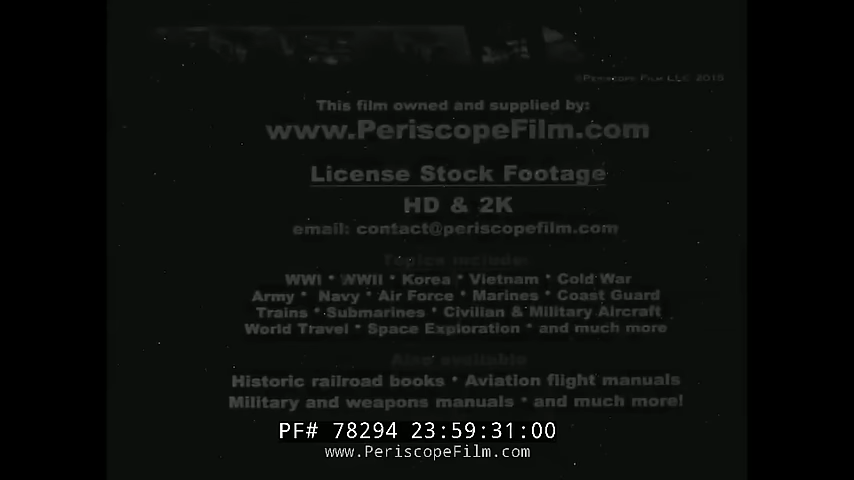 ©Periscope Film LLC 2015
This film owned and supplied by:
www.PeriscopeFilm.com
License Stock Footage
HD & 2K
email: contact@periscopefilm.com
Topics include:
WWI * WWII * Korea * Vietnam * Cold War
Army * Navy * Air Force * Marines * Coast Guard
Trains * Submarines * Civilian & Military Aircraft
World Travel * Space Exploration * and much more
Also available
Historic railroad books * Aviation flight manuals
Military and weapons manuals * and much more!
PF# 78294 23:59:31:00
www.PeriscopeFilm.com